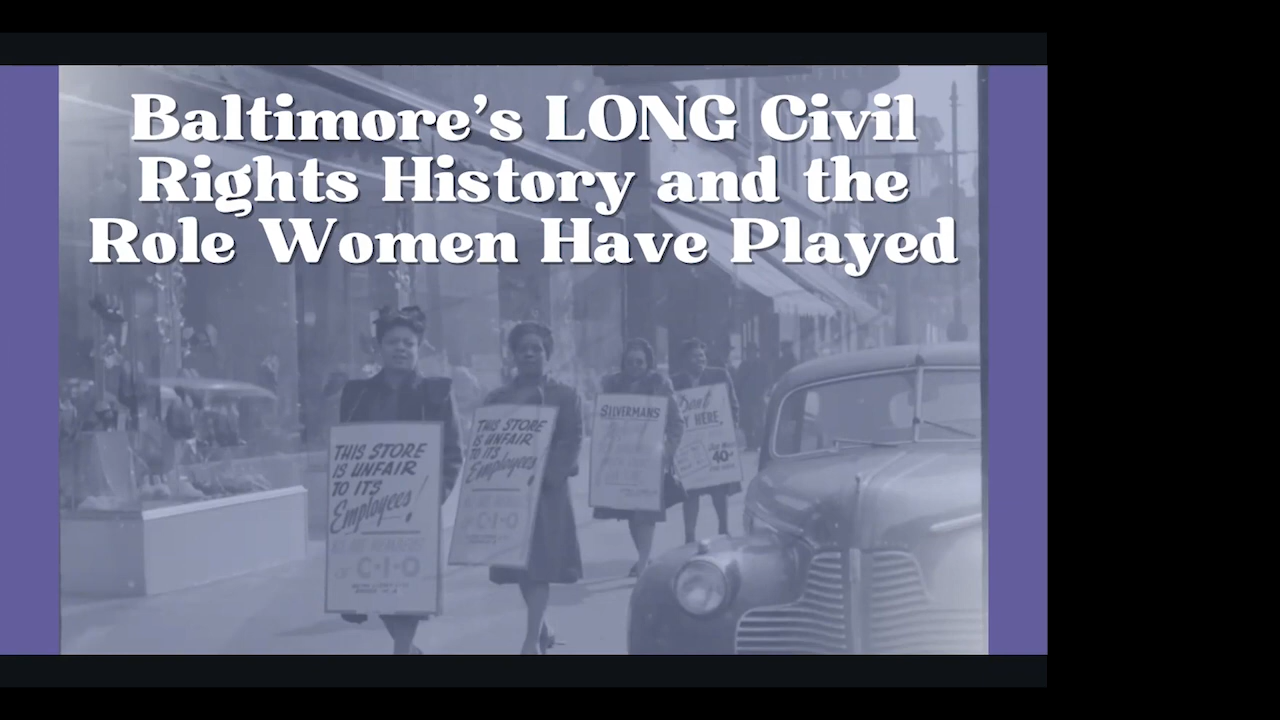 Baltimore’s LONG Civil
Rights History and the
Role Women Have Played
THIS STORE
IS UNFAIR
TO ITS
Employees!
C·I·O
THIS STORE
IS UNFAIR
TO ITS
Employees!
C·I·O
SILVERMANS
Don't
HERE
40